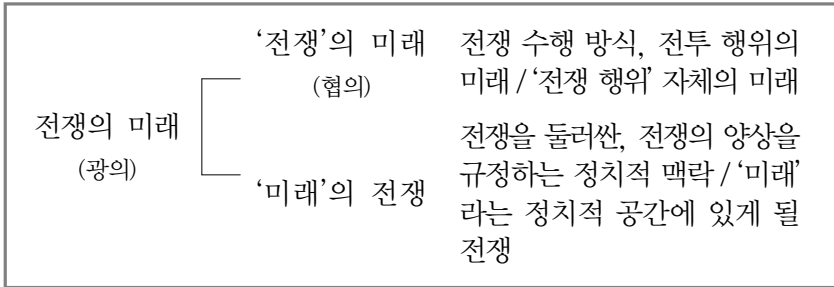 전쟁의 미래
(광의)
‘전쟁’의 미래
(협의)
전쟁 수행 방식, 전투 행위의
미래 / ‘전쟁 행위’ 자체의 미래
‘미래’의 전쟁
전쟁을 둘러싼, 전쟁의 양상을
규정하는 정치적 맥락 / ‘미래’
라는 정치적 공간에 있게 될
전쟁